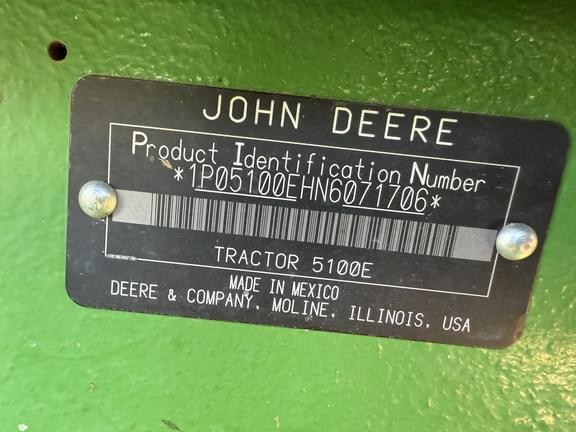 JOHN DEERE
Product Identification Number
*1P05100EHN6071706*
TRACTOR 5100E
MADE IN MEXICO
DEERE & COMPANY, MOLINE, ILLINOIS, USA